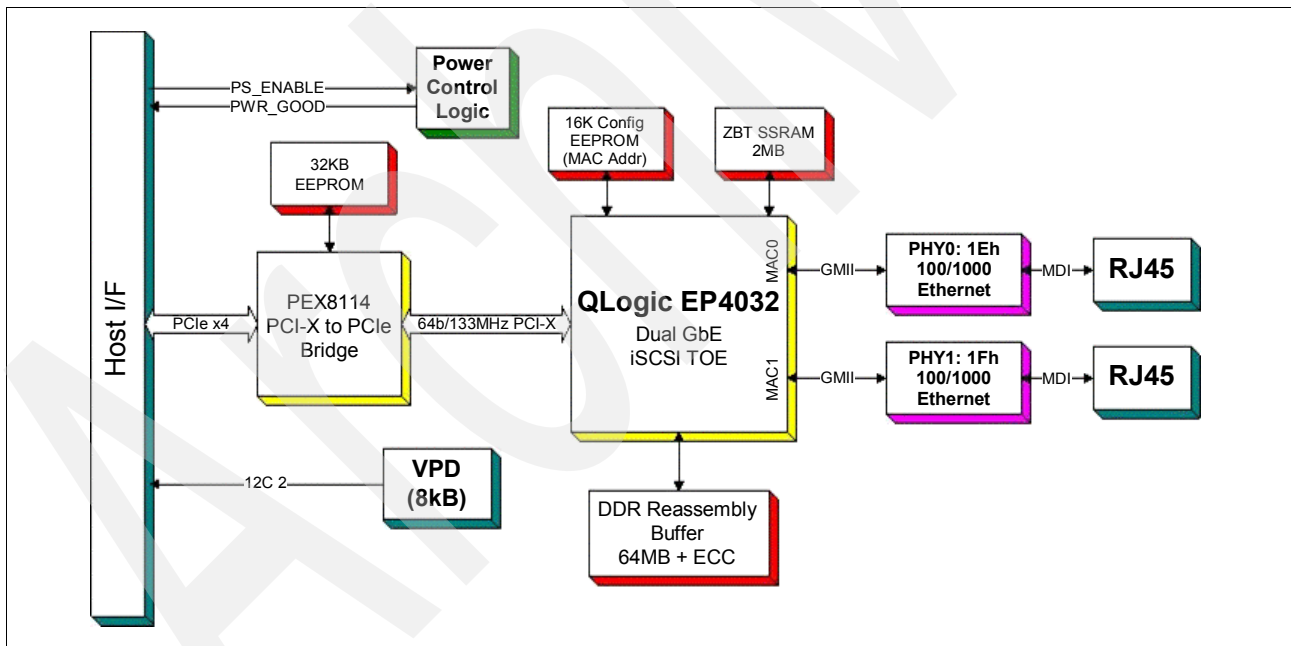 Host I/F
PS_ENABLE
PWR_GOOD
Power
Control
Logic
32KB
EEPROM
16K Config
EEPROM
(MAC Addr)
ZBT SSRAM
2MB
PCIe x4
PEX8114
PCI-X to PCIe
Bridge
64b/133MHz PCI-X
QLogic EP4032
Dual GbE
iSCSI TOE
MAC0
MAC1
GMII
PHY0: 1Eh
100/1000
Ethernet
MDI
RJ45
GMII
PHY1: 1Fh
100/1000
Ethernet
MDI
RJ45
12C 2
VPD
(8kB)
DDR Reassembly
Buffer
64MB + ECC